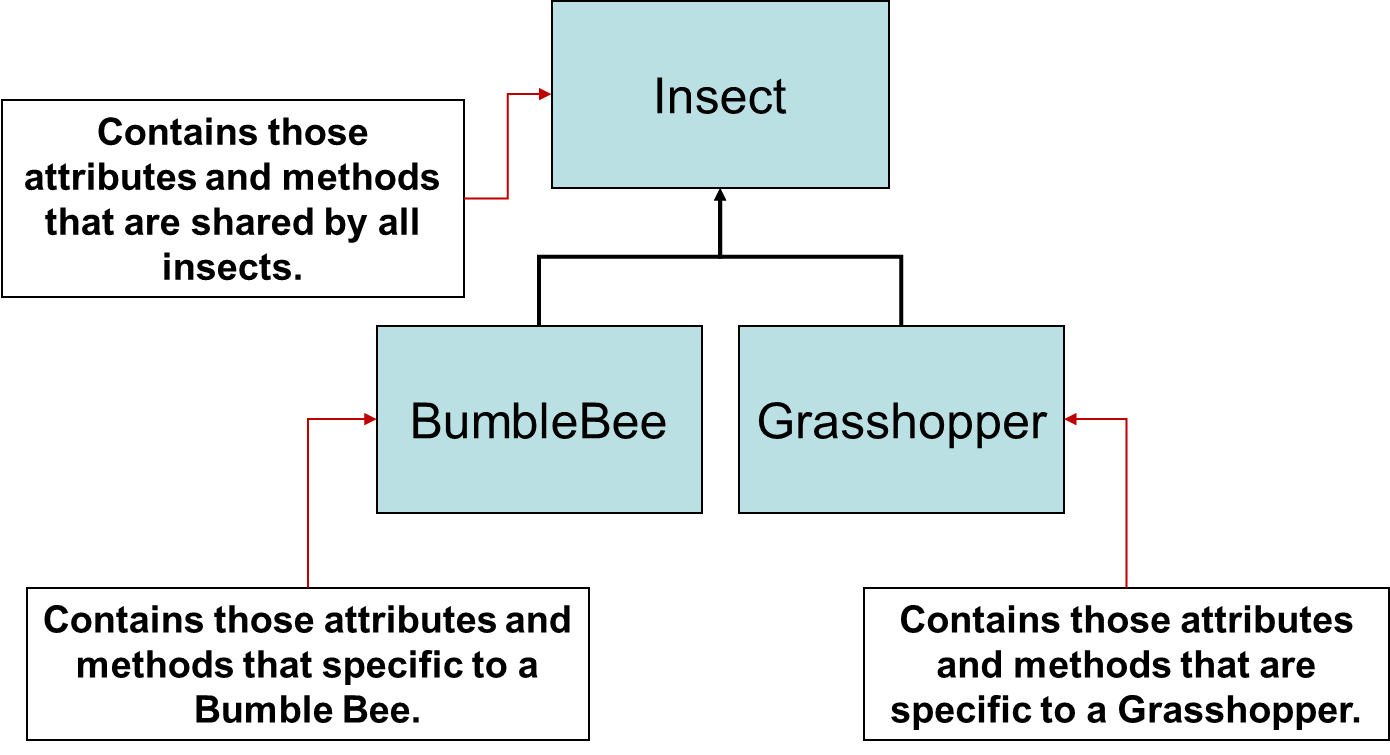 Insect
Contains those
attributes and methods
that are shared by all
insects.
BumbleBee
Grasshopper
Contains those attributes and
methods that specific to a
Bumble Bee.
Contains those attributes
and methods that are
specific to a Grasshopper.